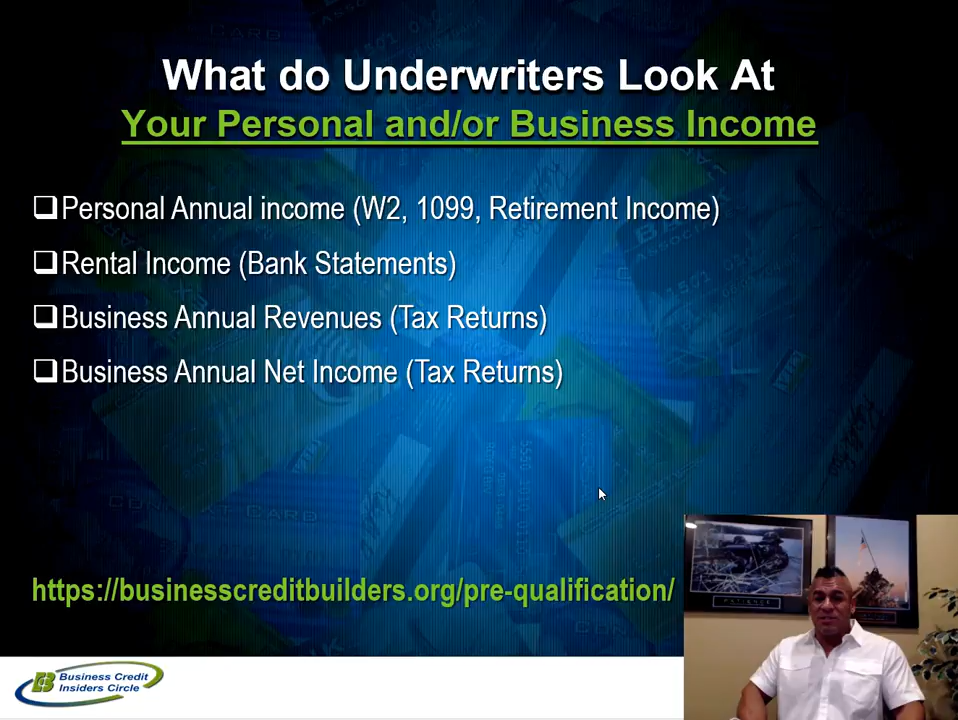 What do Underwriters Look At
Your Personal and/or Business Income
Personal Annual income (W2, 1099, Retirement Income)
Rental Income (Bank Statements)
Business Annual Revenues (Tax Returns)
Business Annual Net Income (Tax Returns)
https://businesscreditbuilders.org/pre-qualification/
Business Credit
Insiders Circle
PATIENCE